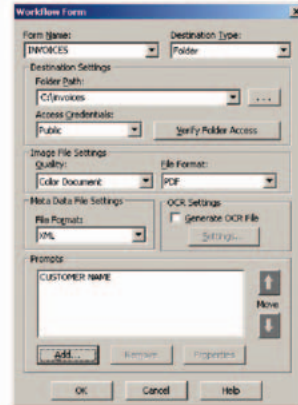 Workflow Form
Form Name: Destination Type:
INVOICES Folder
Destination Settings
Folder Path:
C:\Invoices ...
Access Credentials:
Public Verify Folder Access
Image File Settings
Quality: File Format:
Color Document PDF
Meta Data File Settings OCR Settings
File Format: Generate OCR File
XML Settings...
Prompts
CUSTOMER NAME
Move
Add... Remove Properties
OK Cancel Help